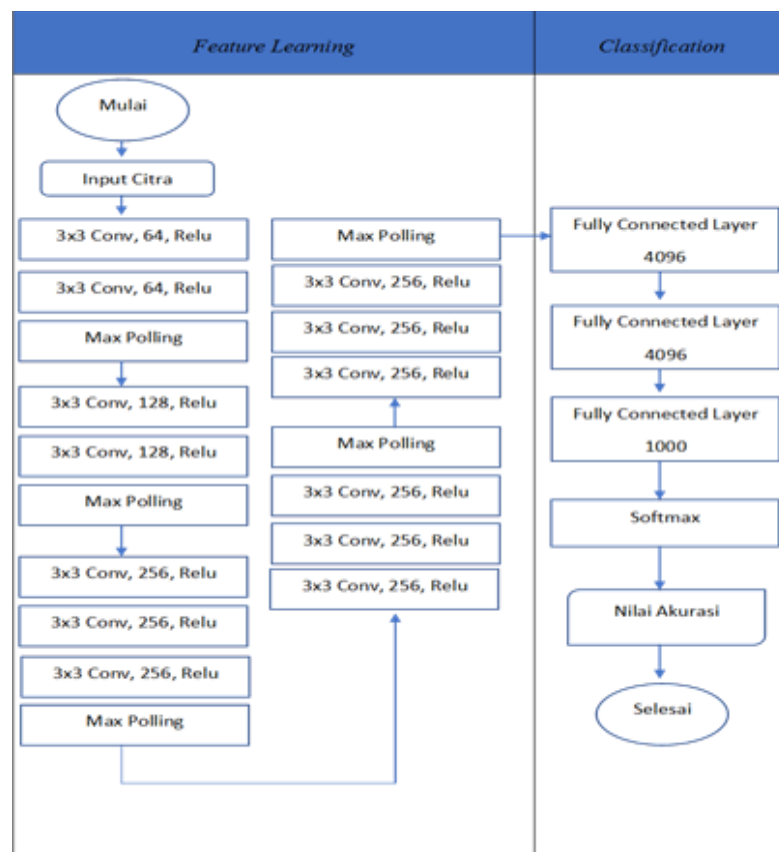 Feature Learning
Classification
Mulai
Input Citra
3x3 Conv, 64, Relu
3x3 Conv, 64, Relu
Max Polling
3x3 Conv, 128, Relu
3x3 Conv, 128, Relu
Max Polling
3x3 Conv, 256, Relu
3x3 Conv, 256, Relu
3x3 Conv, 256, Relu
Max Polling
3x3 Conv, 256, Relu
3x3 Conv, 256, Relu
3x3 Conv, 256, Relu
Max Polling
3x3 Conv, 256, Relu
3x3 Conv, 256, Relu
3x3 Conv, 256, Relu
Max Polling
Fully Connected Layer
4096
Fully Connected Layer
4096
Fully Connected Layer
1000
Softmax
Nilai Akurasi
Selesai